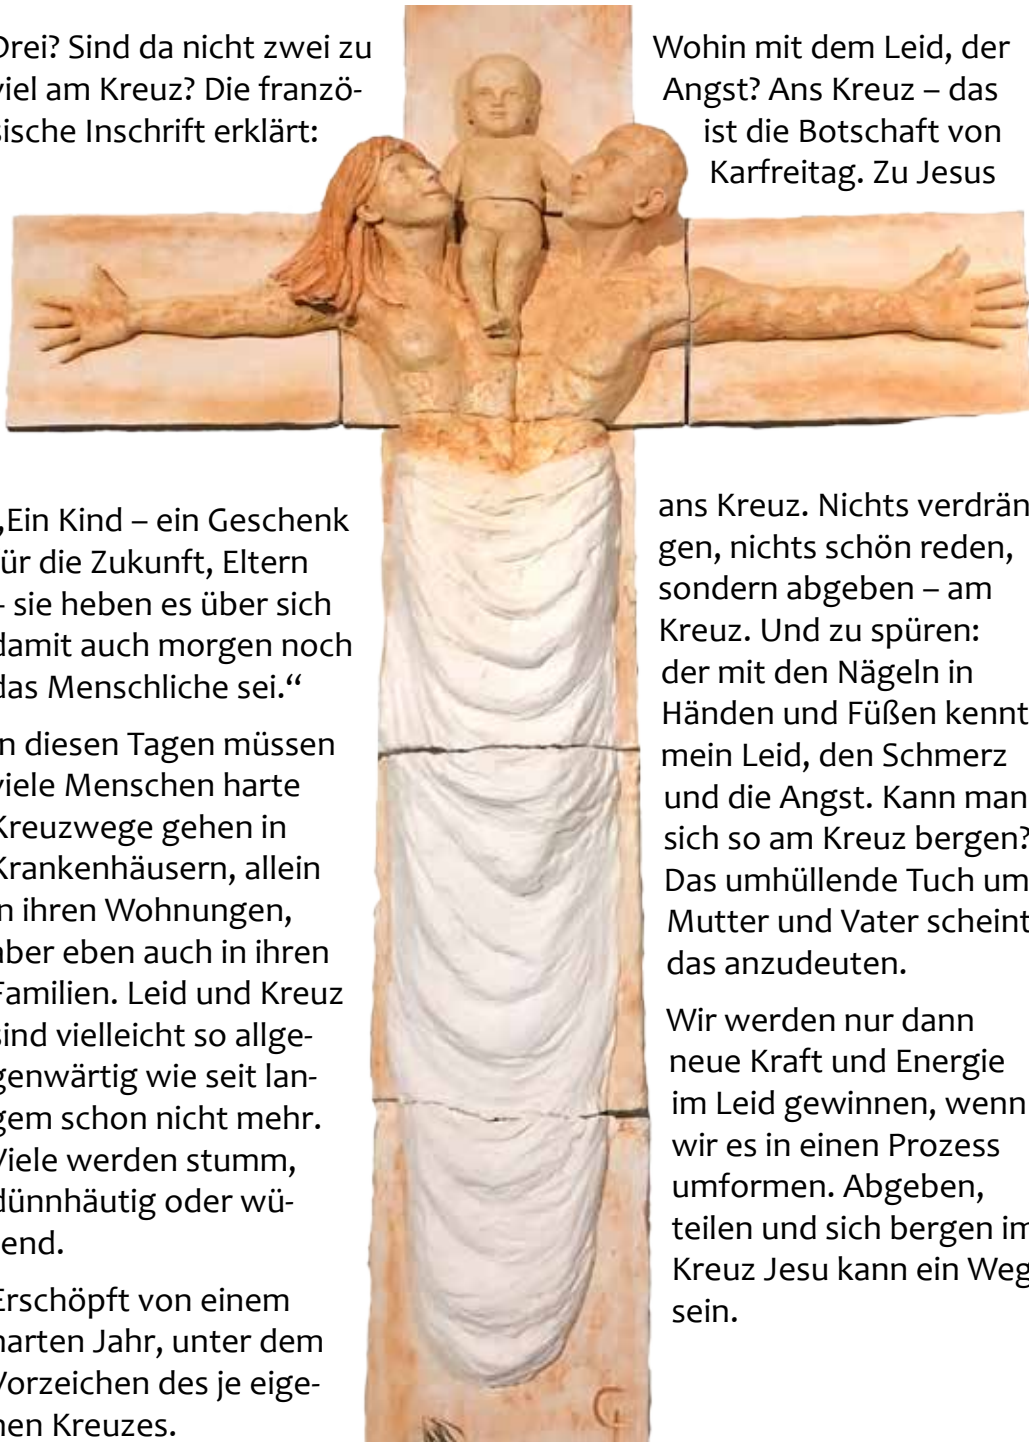 Drei? Sind da nicht zwei zu
viel am Kreuz? Die franzö-
sische Inschrift erklärt:
„Ein Kind – ein Geschenk
für die Zukunft, Eltern
– sie heben es über sich
damit auch morgen noch
das Menschliche sei.“
In diesen Tagen müssen
viele Menschen harte
Kreuzwege gehen in
Krankenhäusern, allein
in ihren Wohnungen,
aber eben auch in ihren
Familien. Leid und Kreuz
sind vielleicht so allge-
genwärtig wie seit lan-
gem schon nicht mehr.
Viele werden stumm,
dünnhäutig oder wü-
tend.
Erschöpft von einem
harten Jahr, unter dem
Vorzeichen des je eige-
nen Kreuzes.
Wohin mit dem Leid, der
Angst? Ans Kreuz – das
ist die Botschaft von
Karfreitag. Zu Jesus
ans Kreuz. Nichts verdrän
gen, nichts schön reden,
sondern abgeben – am
Kreuz. Und zu spüren:
der mit den Nägeln in
Händen und Füßen kennt
mein Leid, den Schmerz
und die Angst. Kann man
sich so am Kreuz bergen?
Das umhüllende Tuch um
Mutter und Vater scheint
das anzudeuten.
Wir werden nur dann
neue Kraft und Energie
im Leid gewinnen, wenn
wir es in einen Prozess
umformen. Abgeben,
teilen und sich bergen im
Kreuz Jesu kann ein Weg
sein.